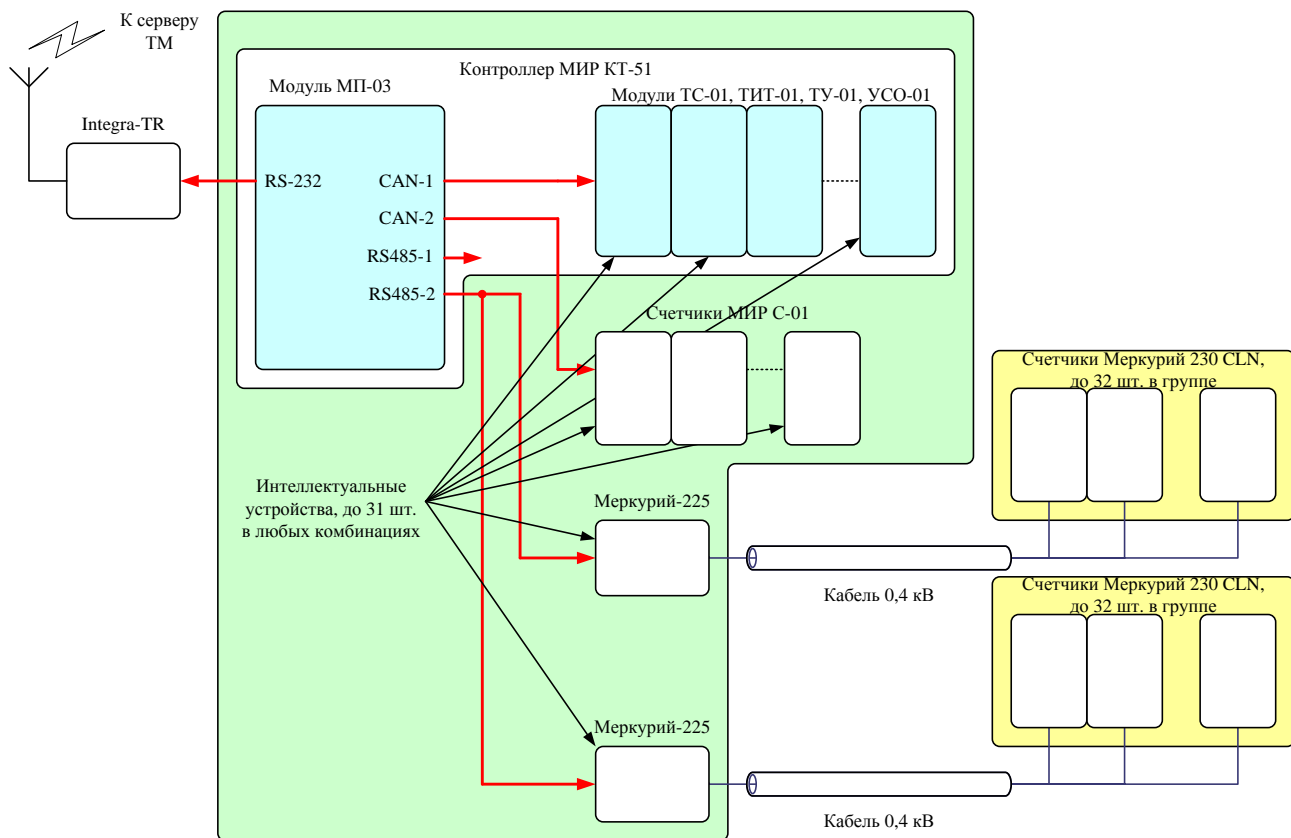 К серверу
ТМ
Контроллер МИР КТ-51
Модуль МП-03
Модули ТС-01, ТИТ-01, ТУ-01, УСО-01
Integra-TR
RS-232
CAN-1
CAN-2
RS485-1
RS485-2
Счетчики МИР С-01
Счетчики Меркурий 230 CLN,
до 32 шт. в группе
Интеллектуальные
устройства, до 31 шт.
в любых комбинациях
Меркурий-225
Кабель 0,4 кВ
Счетчики Меркурий 230 CLN,
до 32 шт. в группе
Меркурий-225
Кабель 0,4 кВ